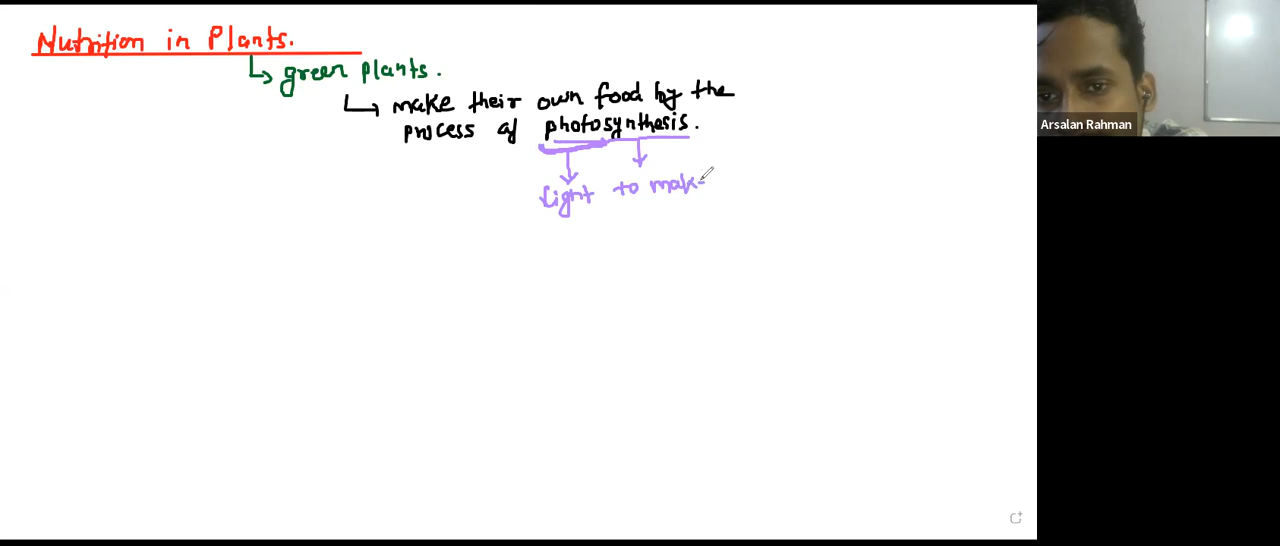 Nutrition in Plants.
green plants.
make their own food by the
process of photosynthesis.
light to make
Arsalan Rahman